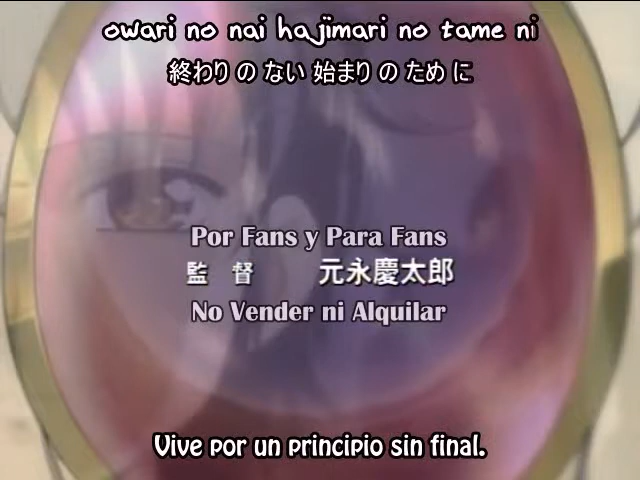 owari no nai hajimari no tame ni
終わり の ない 始まり の ため に
Por Fans y Para Fans
監 督 元永慶太郎
No Vender ni Alquilar
Vive por un principio sin final.